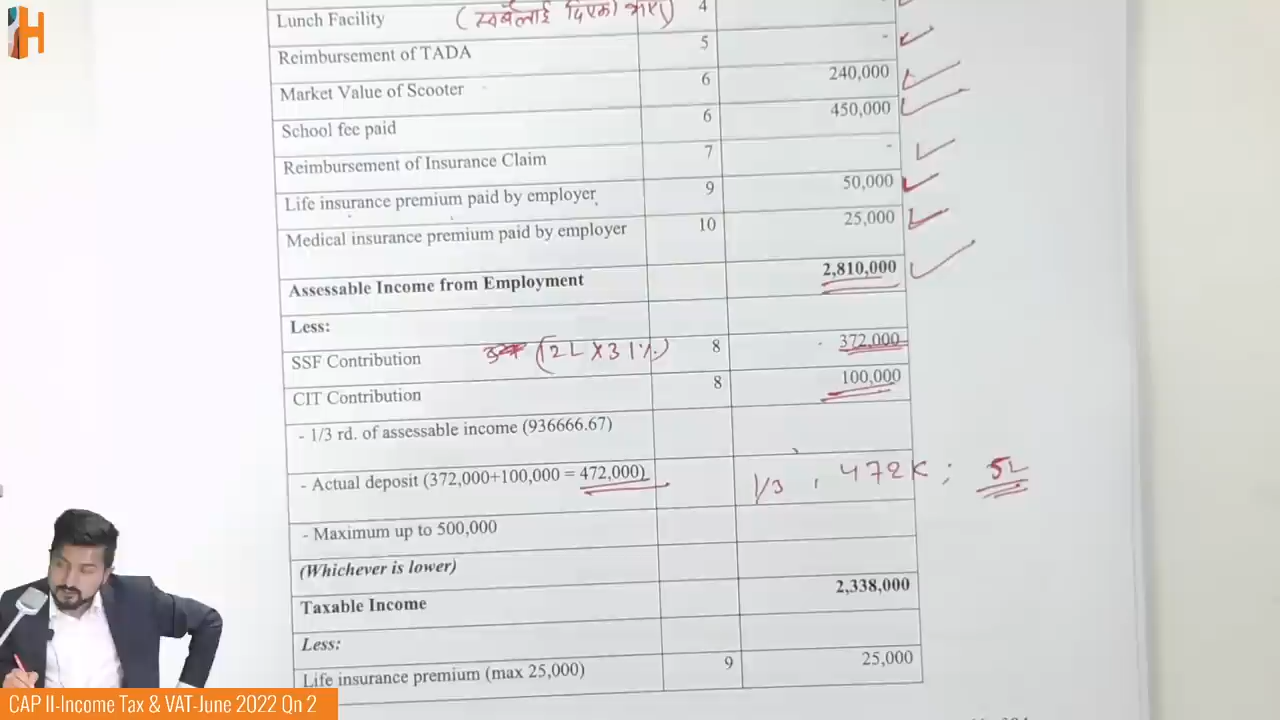 H
Lunch Facility (सबैलाई दिएको भए) 4
Reimbursement of TADA 5 -
Market Value of Scooter 6 240,000
School fee paid 6 450,000
Reimbursement of Insurance Claim 7 -
Life insurance premium paid by employer 9 50,000
Medical insurance premium paid by employer 10 25,000
Assessable Income from Employment 2,810,000
Less:
SSF Contribution (12L X 31%) 8 372,000
CIT Contribution 8 100,000
- 1/3 rd. of assessable income (936666.67)
- Actual deposit (372,000+100,000 = 472,000) 1/3 , 472K ; 5L
- Maximum up to 500,000
(Whichever is lower)
Taxable Income 2,338,000
Less:
Life insurance premium (max 25,000) 9 25,000
CAP II-Income Tax & VAT-June 2022 Qn 2